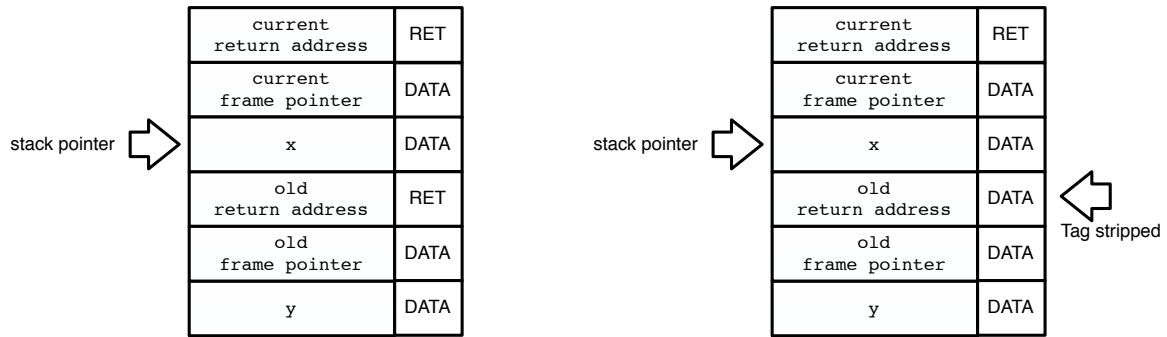 current
return address
RET
current
frame pointer
DATA
stack pointer
x
DATA
old
return address
RET
old
frame pointer
DATA
y
DATA
current
return address
RET
current
frame pointer
DATA
stack pointer
x
DATA
old
return address
DATA
Tag stripped
old
frame pointer
DATA
y
DATA